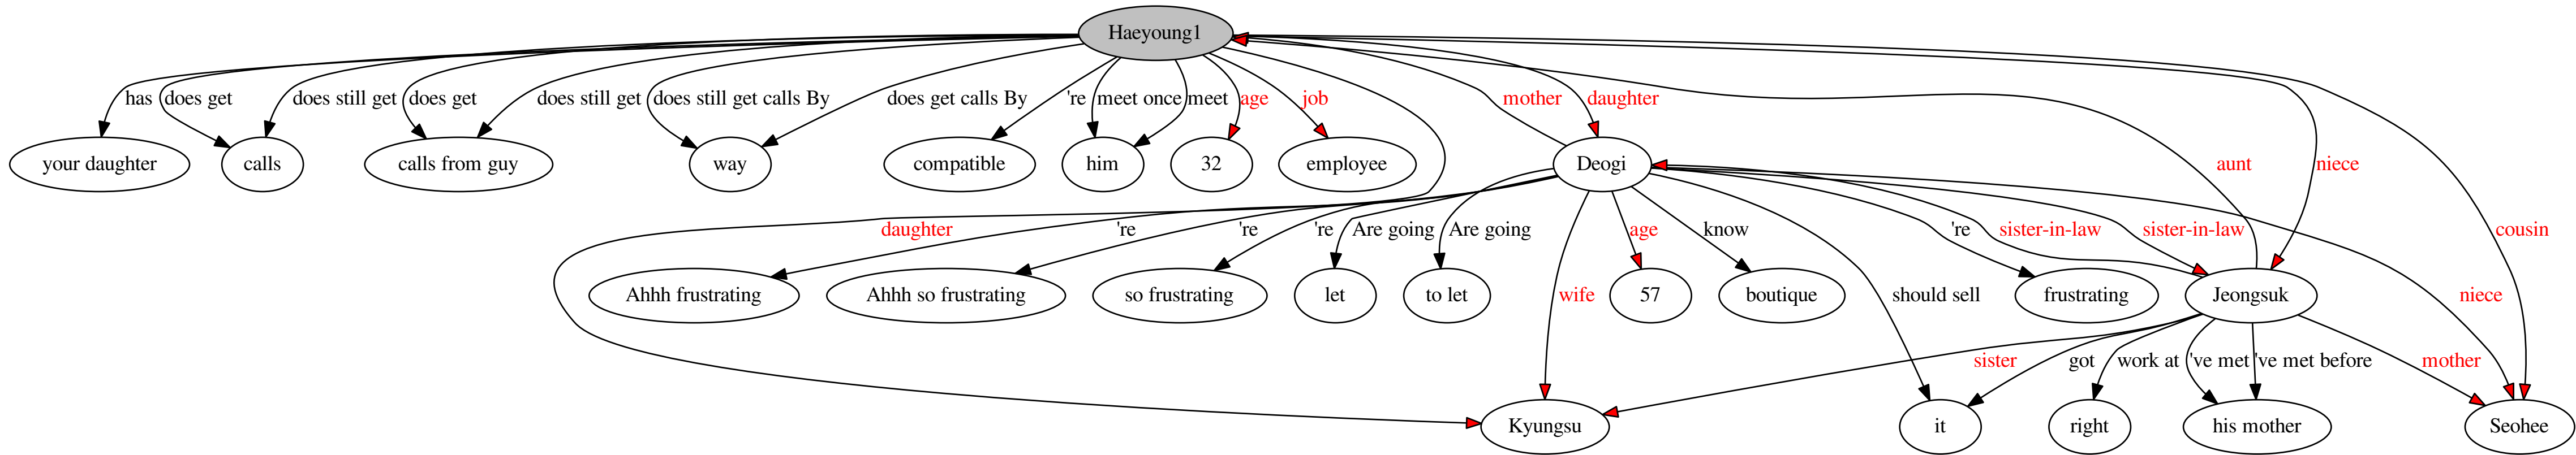 Haeyoung1
has
does get
does still get
does get
does still get
does still get calls By
does get calls By
're
meet once
meet
age
job
mother
daughter
aunt
niece
your daughter
calls
calls from guy
way
compatible
him
32
employee
Deogi
daughter
're
're
're
Are going
Are going
age
know
're
sister-in-law
sister-in-law
cousin
Ahhh frustrating
Ahhh so frustrating
so frustrating
let
to let
wife
57
boutique
should sell
frustrating
Jeongsuk
niece
sister
got
work at
've met
've met before
mother
Kyungsu
it
right
his mother
Seohee